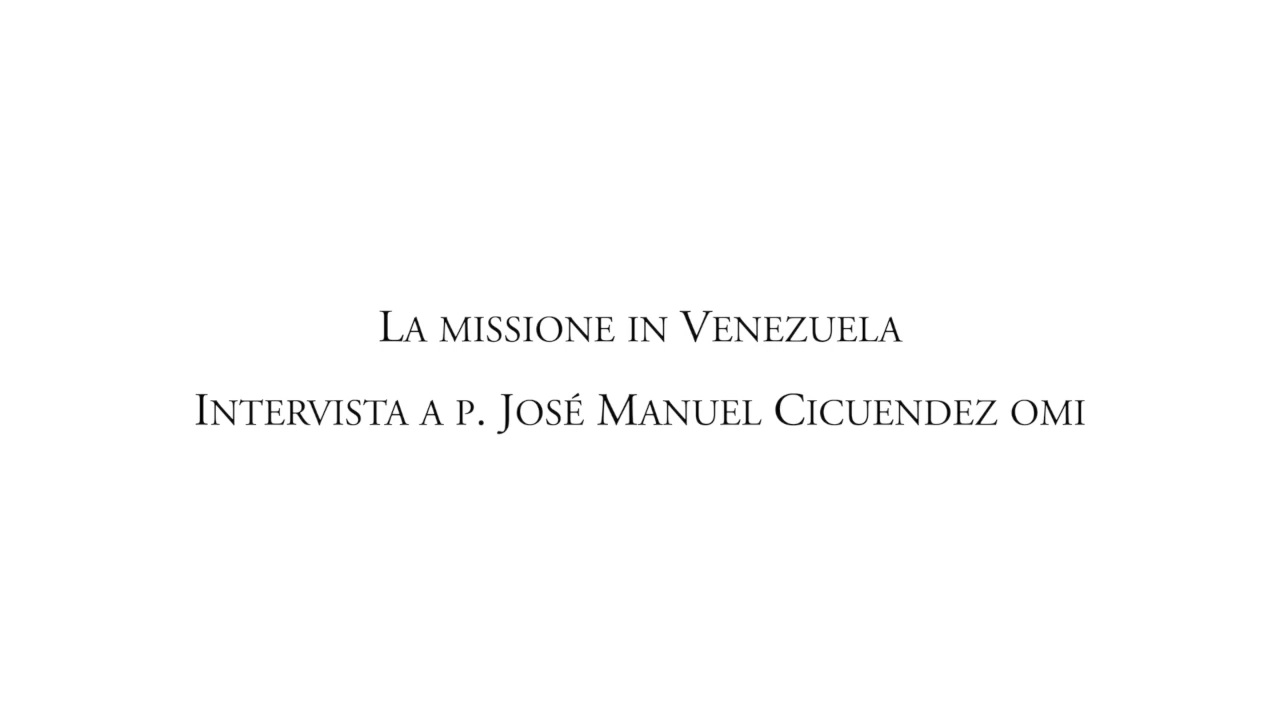 La missione in Venezuela
Intervista a p. José Manuel Cicuendez omi